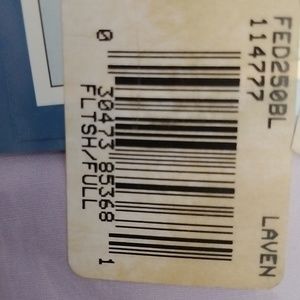 FED250BL LAVEN
114777
0 30473 85368 1
FLTSH/FULL